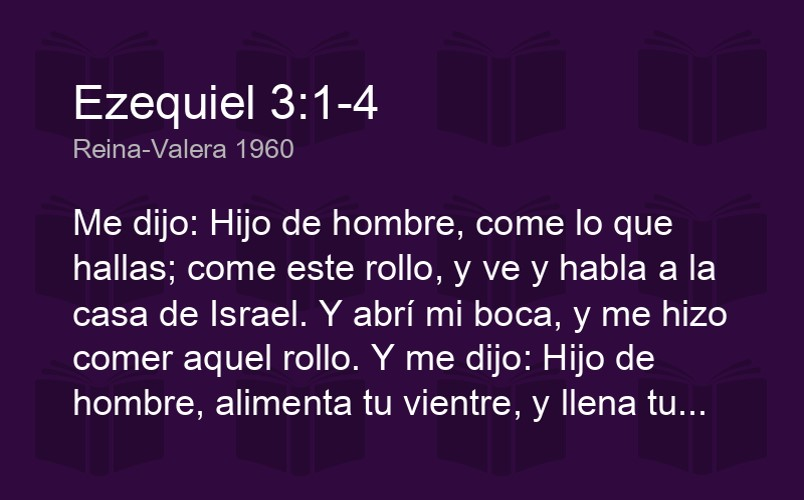 Ezequiel 3:1-4
Reina-Valera 1960
Me dijo: Hijo de hombre, come lo que
hallas; come este rollo, y ve y habla a la
casa de Israel. Y abrí mi boca, y me hizo
comer aquel rollo. Y me dijo: Hijo de
hombre, alimenta tu vientre, y llena tu...